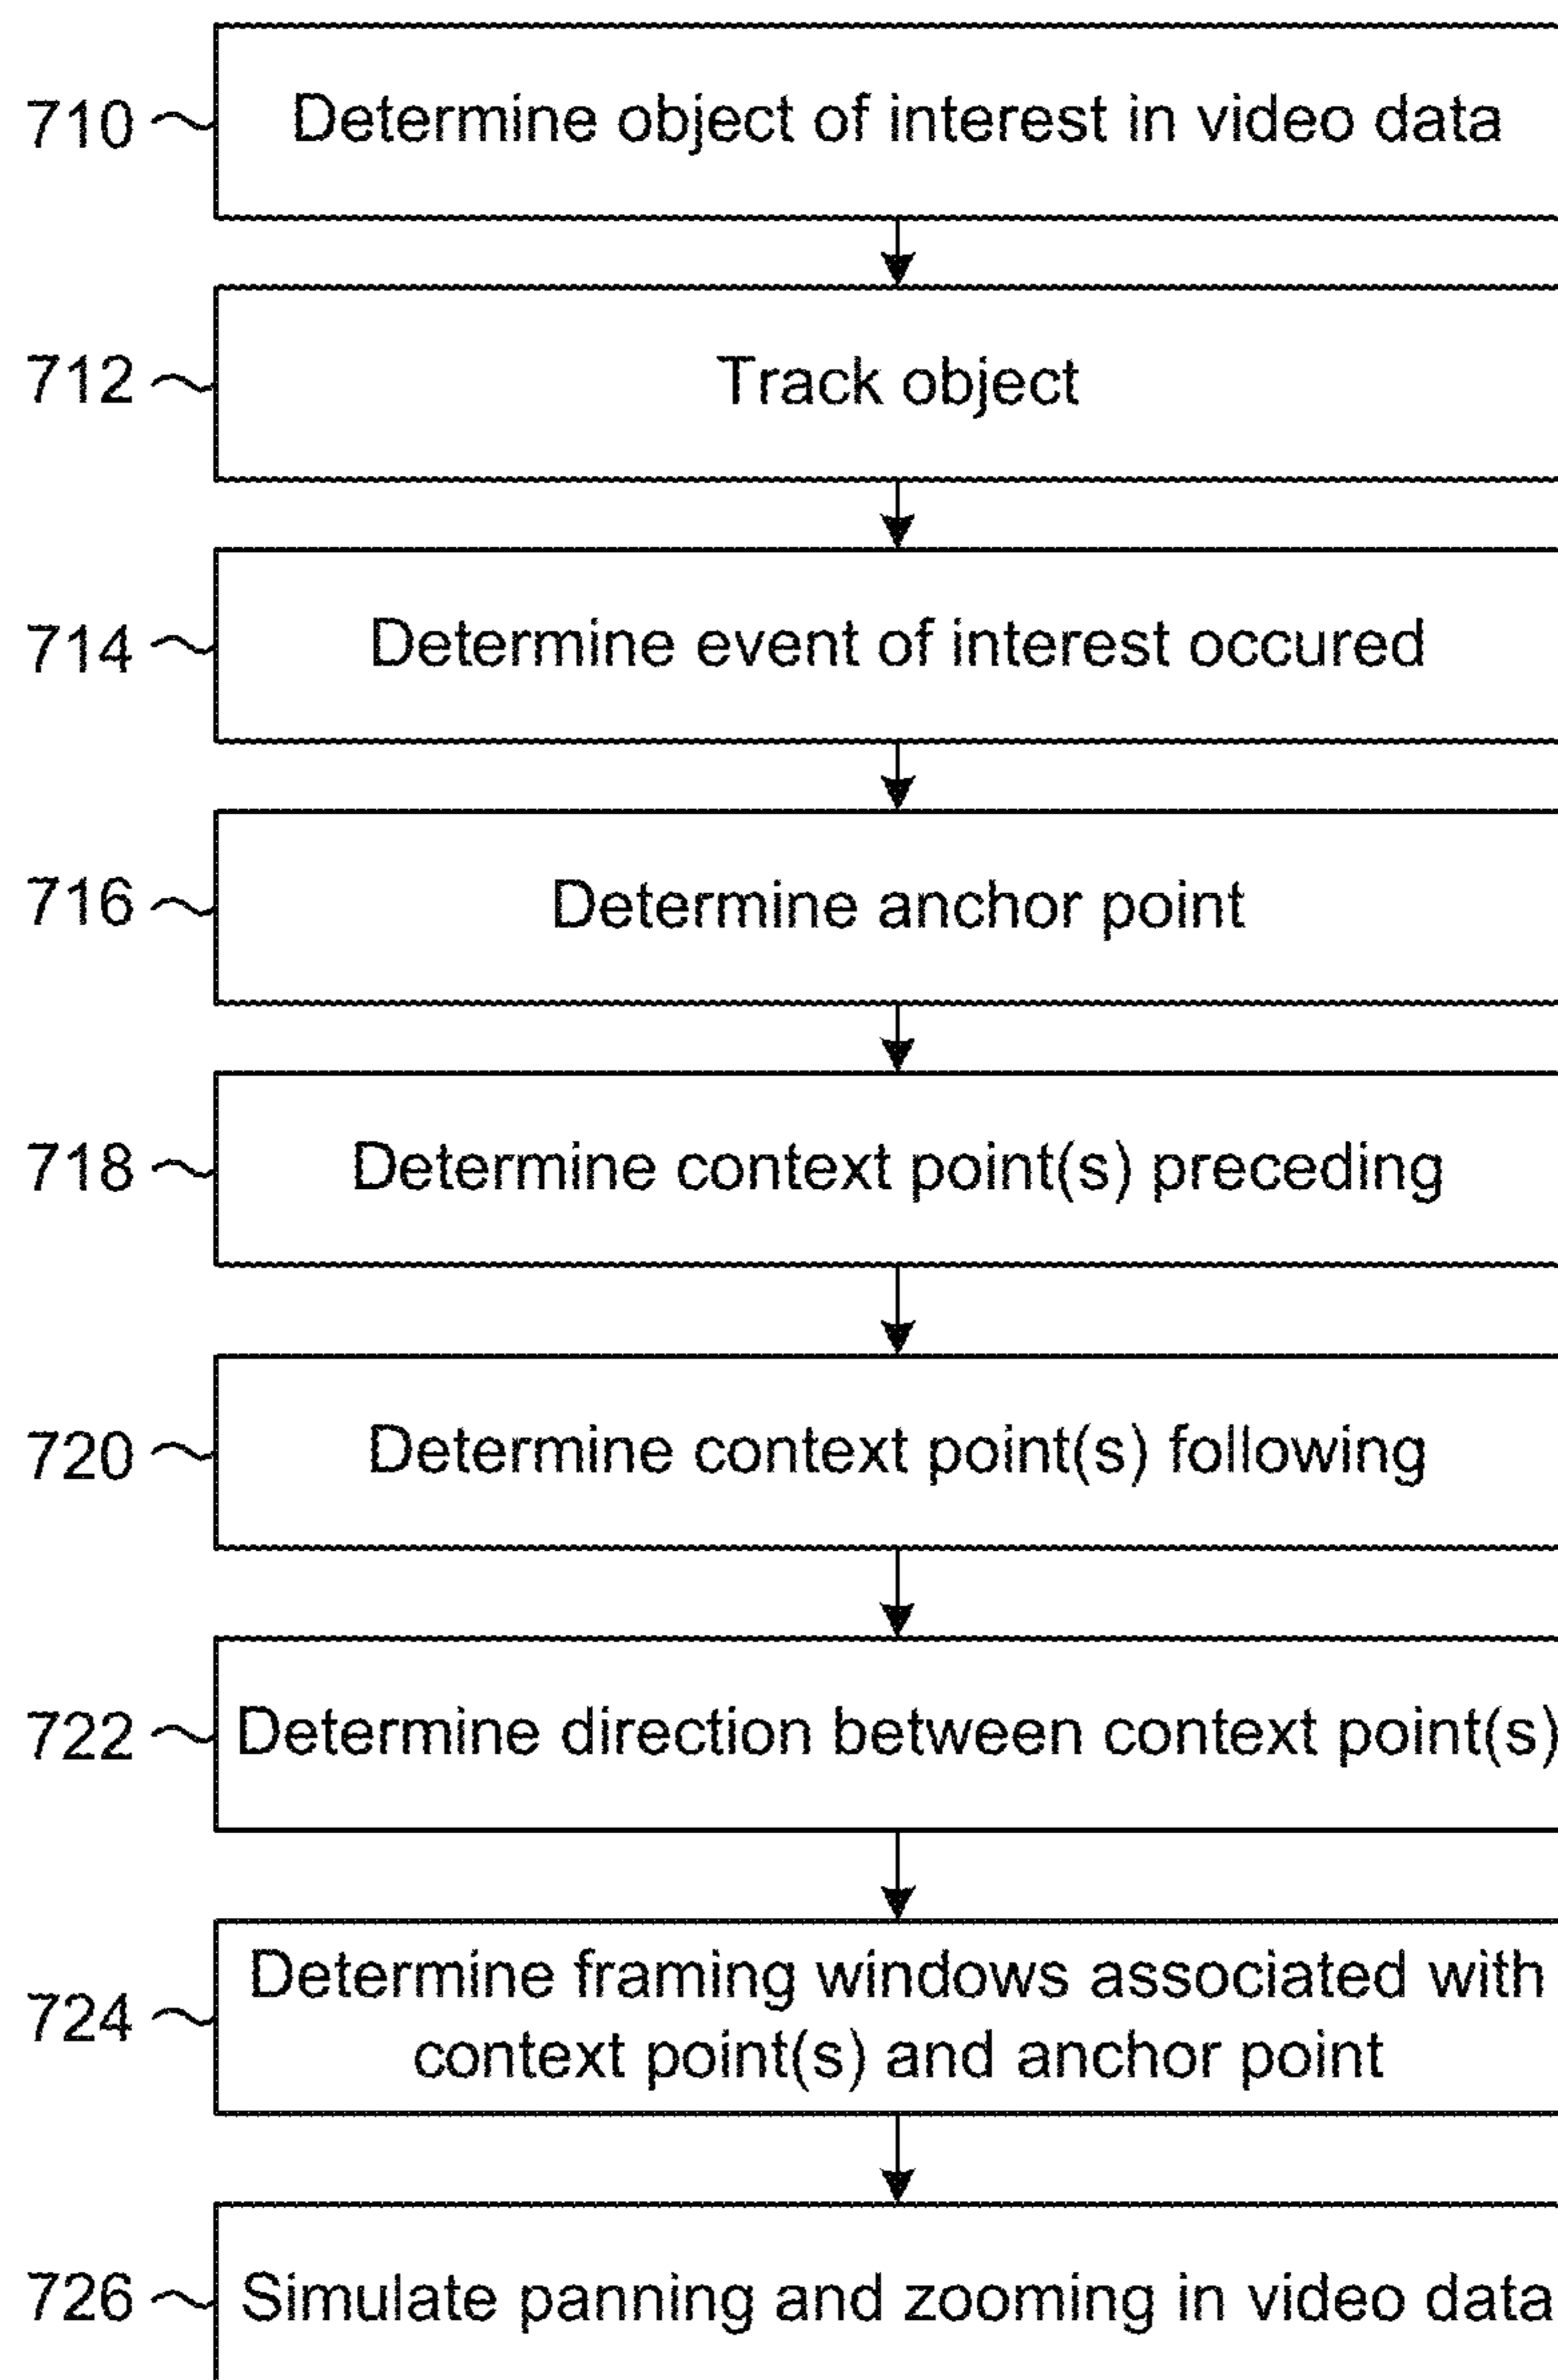 710 Determine object of interest in video data
712 Track object
714 Determine event of interest occured
716 Determine anchor point
718 Determine context point(s) preceding
720 Determine context point(s) following
722 Determine direction between context point(s)
724 Determine framing windows associated with
context point(s) and anchor point
726 Simulate panning and zooming in video data